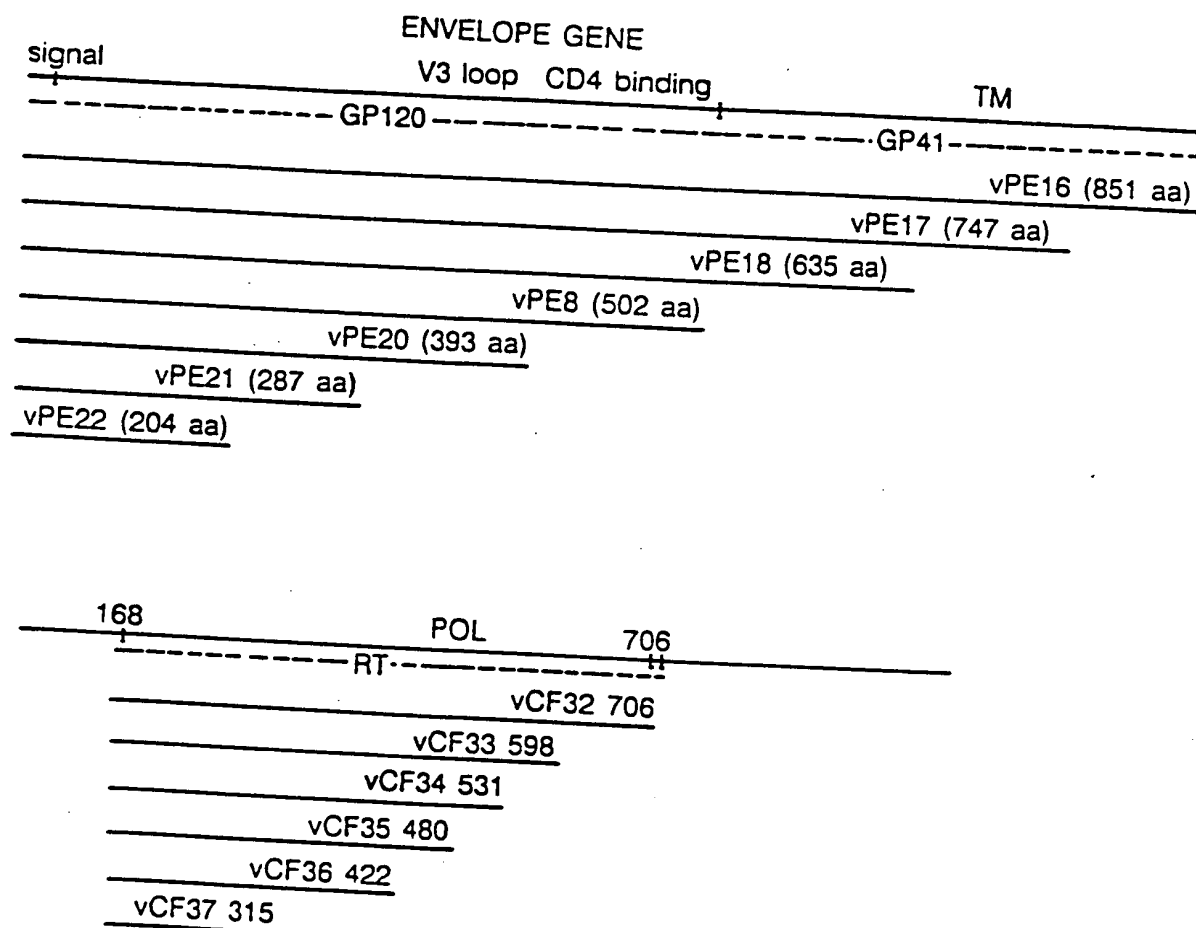 ENVELOPE GENE
signal
V3 loop CD4 binding
TM
GP120
GP41
vPE16 (851 aa)
vPE17 (747 aa)
vPE18 (635 aa)
vPE8 (502 aa)
vPE20 (393 aa)
vPE21 (287 aa)
vPE22 (204 aa)
168 POL 706
RT
vCF32 706
vCF33 598
vCF34 531
vCF35 480
vCF36 422
vCF37 315